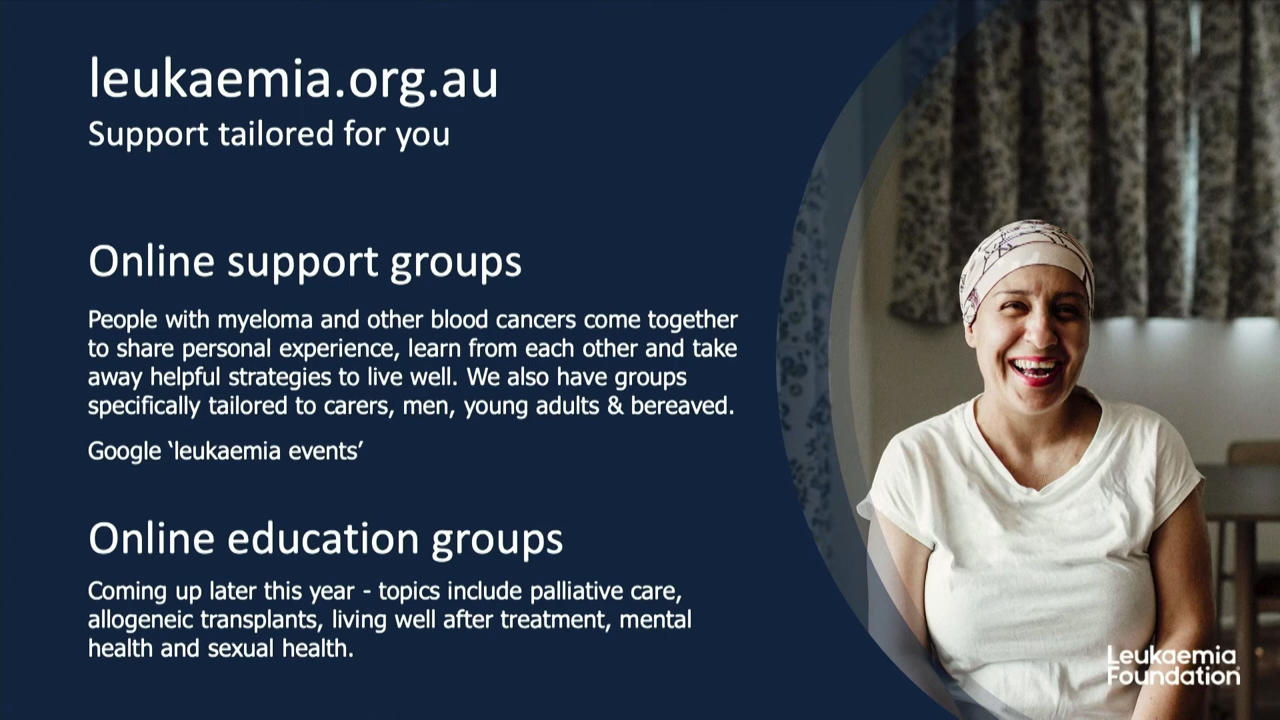 leukaemia.org.au
Support tailored for you
Online support groups
People with myeloma and other blood cancers come together
to share personal experience, learn from each other and take
away helpful strategies to live well. We also have groups
specifically tailored to carers, men, young adults & bereaved.
Google ‘leukaemia events’
Online education groups
Coming up later this year - topics include palliative care,
allogeneic transplants, living well after treatment, mental
health and sexual health.
Leukaemia
Foundation